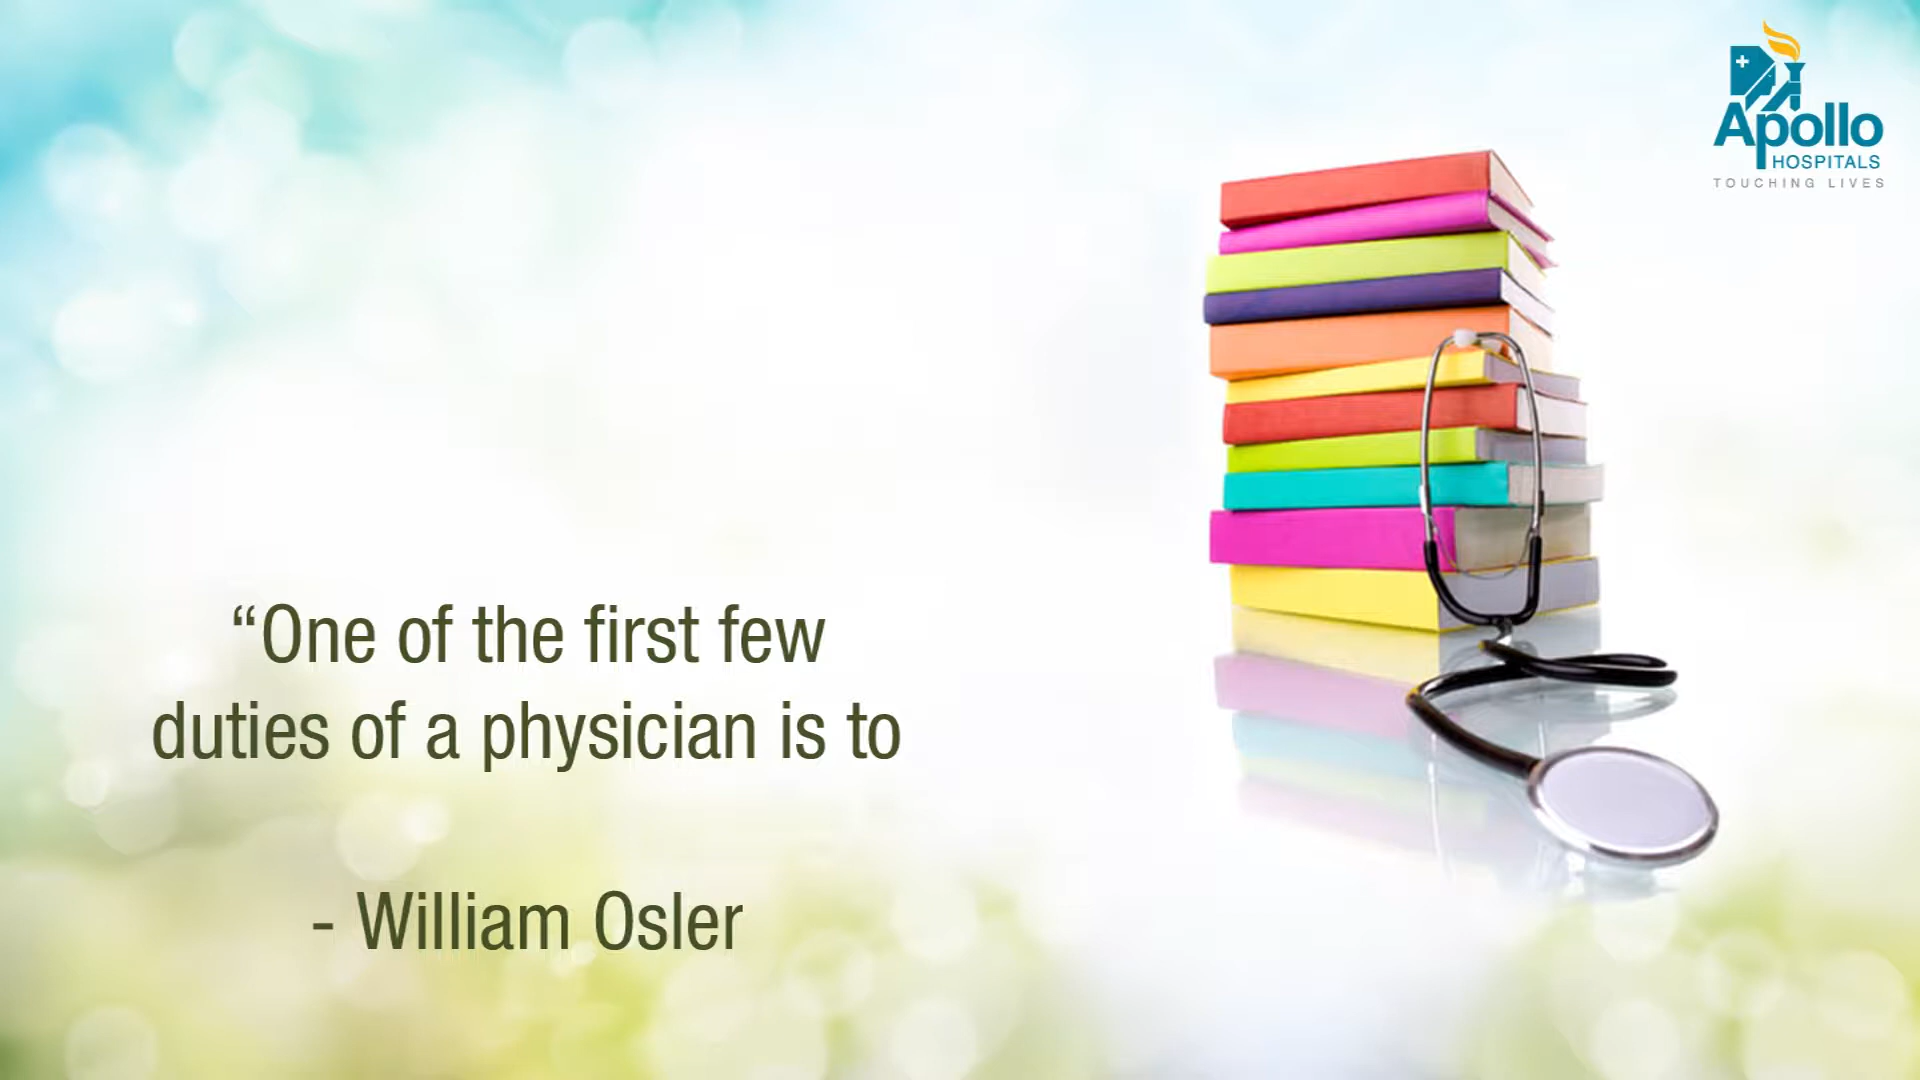 Apollo
HOSPITALS
TOUCHING LIVES
“One of the first few
duties of a physician is to
- William Osler